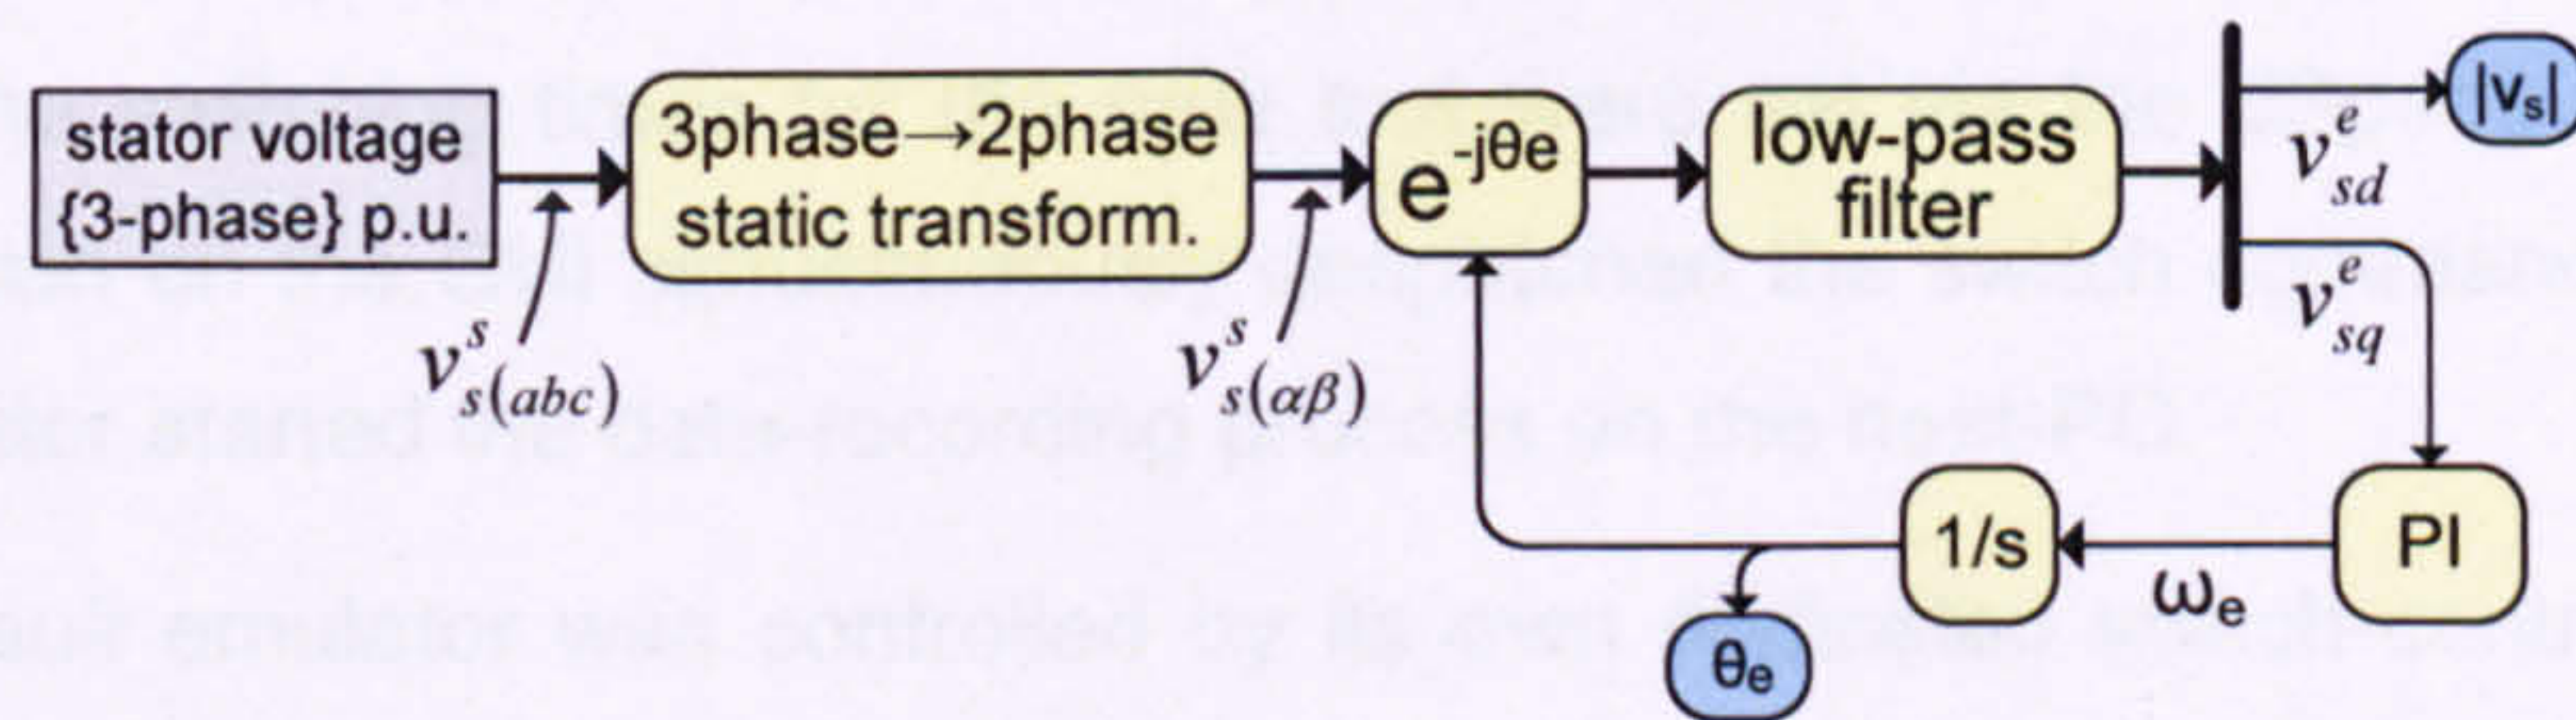 stator voltage
{3-phase} p.u.
3phase→2phase
static transform.
e^-jθe
low-pass
filter
|vs|
v^e_sd
v^e_sq
v^s_s(abc)
v^s_s(αβ)
1/s
PI
ωe
θe